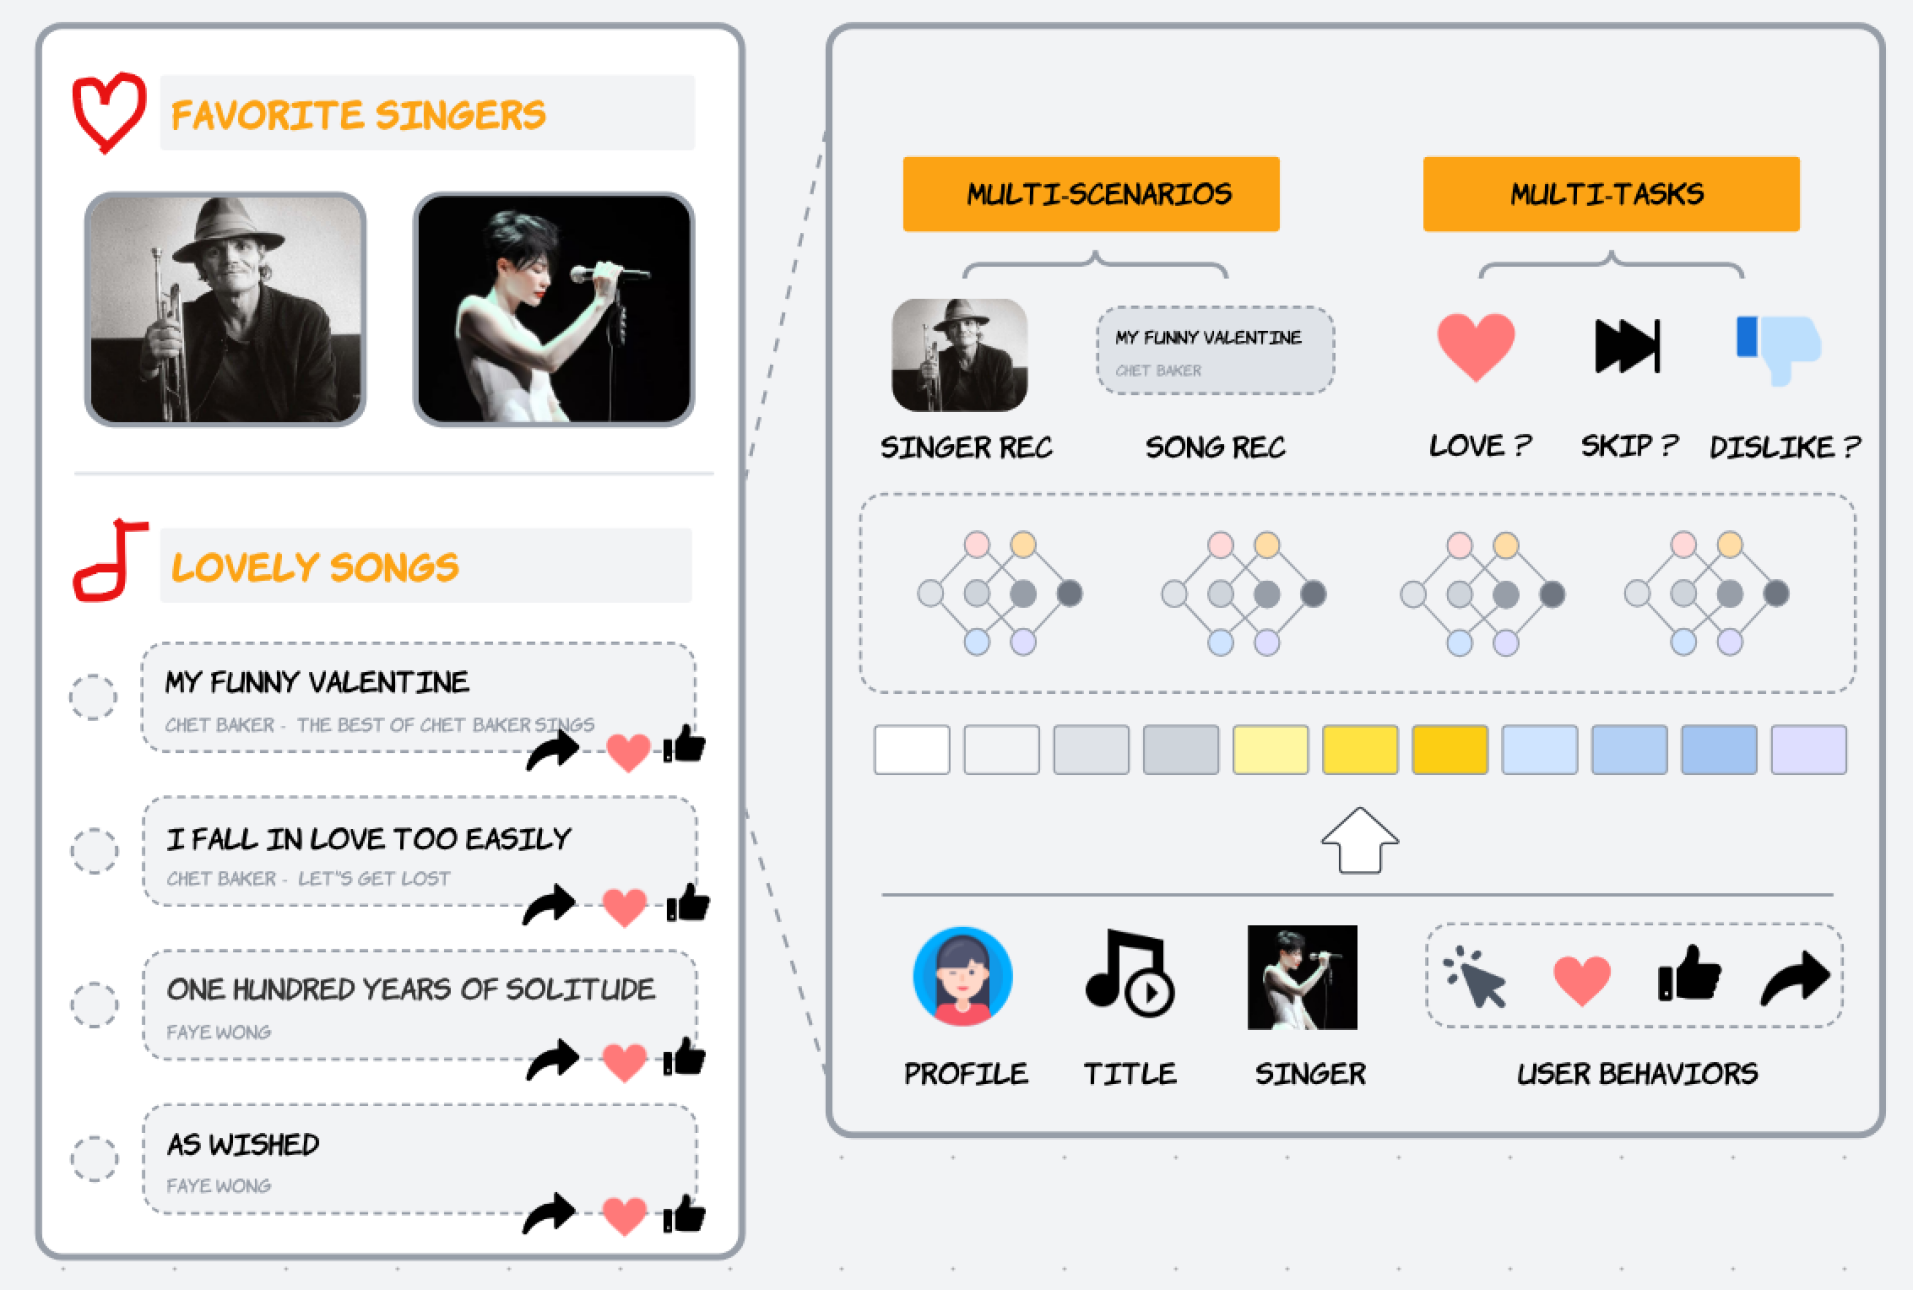 FAVORITE SINGERS
LOVELY SONGS
MY FUNNY VALENTINE
CHET BAKER - THE BEST OF CHET BAKER SINGS
I FALL IN LOVE TOO EASILY
CHET BAKER - LET"S GET LOST
ONE HUNDRED YEARS OF SOLITUDE
FAYE WONG
AS WISHED
FAYE WONG
MULTI-SCENARIOS
MULTI-TASKS
MY FUNNY VALENTINE
CHET BAKER
SINGER REC
SONG REC
LOVE ?
SKIP ?
DISLIKE ?
PROFILE
TITLE
SINGER
USER BEHAVIORS